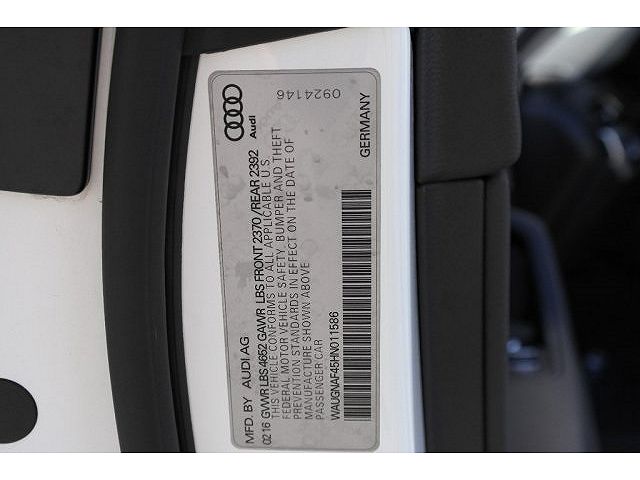 MFD. BY AUDI AG
0216 GVWR LBS 4652 GAWR LBS FRONT 2370 / REAR 2392
THIS VEHICLE CONFORMS TO ALL APPLICABLE U.S.
FEDERAL MOTOR VEHICLE SAFETY, BUMPER AND THEFT
PREVENTION STANDARDS IN EFFECT ON THE DATE OF
MANUFACTURE SHOWN ABOVE
PASSENGER CAR
WAUGNAF45HN011586
Audi
0924146
GERMANY